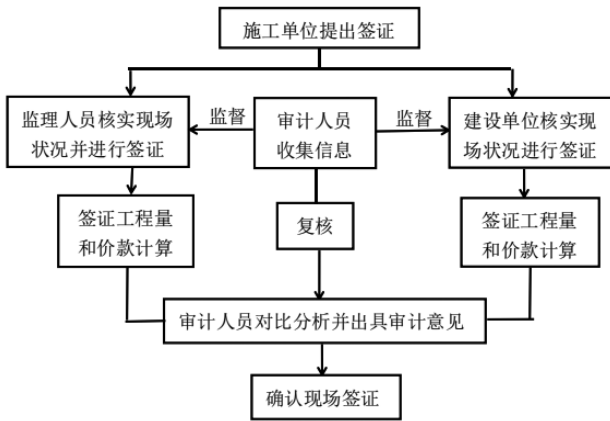 施工单位提出签证
监理人员核实现场
状况并进行签证
监督
审计人员
收集信息
监督
建设单位核实现
场状况进行签证
签证工程量
和价款计算
复核
签证工程量
和价款计算
审计人员对比分析并出具审计意见
确认现场签证